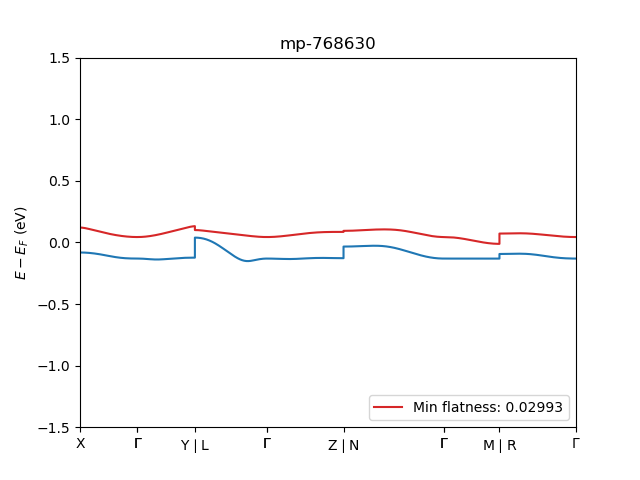 mp-768630
E − E_F (eV)
1.5
1.0
0.5
0.0
−0.5
−1.0
−1.5
Min flatness: 0.02993
X Γ Y | L Γ Z | N Γ M | R Γ